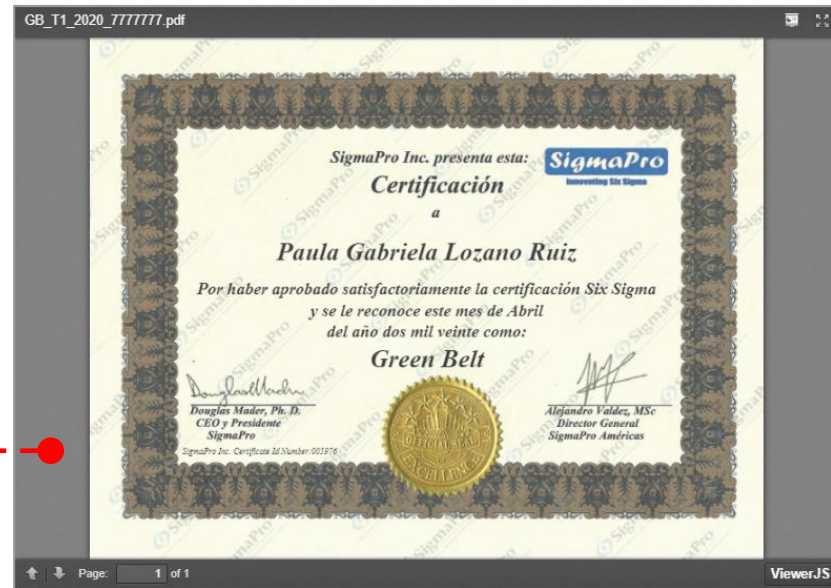 GB_T1_2020_7777777.pdf
SigmaPro Inc. presenta esta:
SigmaPro
Innovating Six Sigma
Certificación
a
Paula Gabriela Lozano Ruiz
Por haber aprobado satisfactoriamente la certificación Six Sigma
y se le reconoce este mes de Abril
del año dos mil veinte como:
Green Belt
Douglas Mader, Ph. D.
CEO y Presidente
SigmaPro
Alejandro Valdez, MSc
Director General
SigmaPro Américas
SigmaPro Inc. Certificate Id Number:003976
OFFICIAL SEAL
EXCELLENCE
Page: 1 of 1
ViewerJS